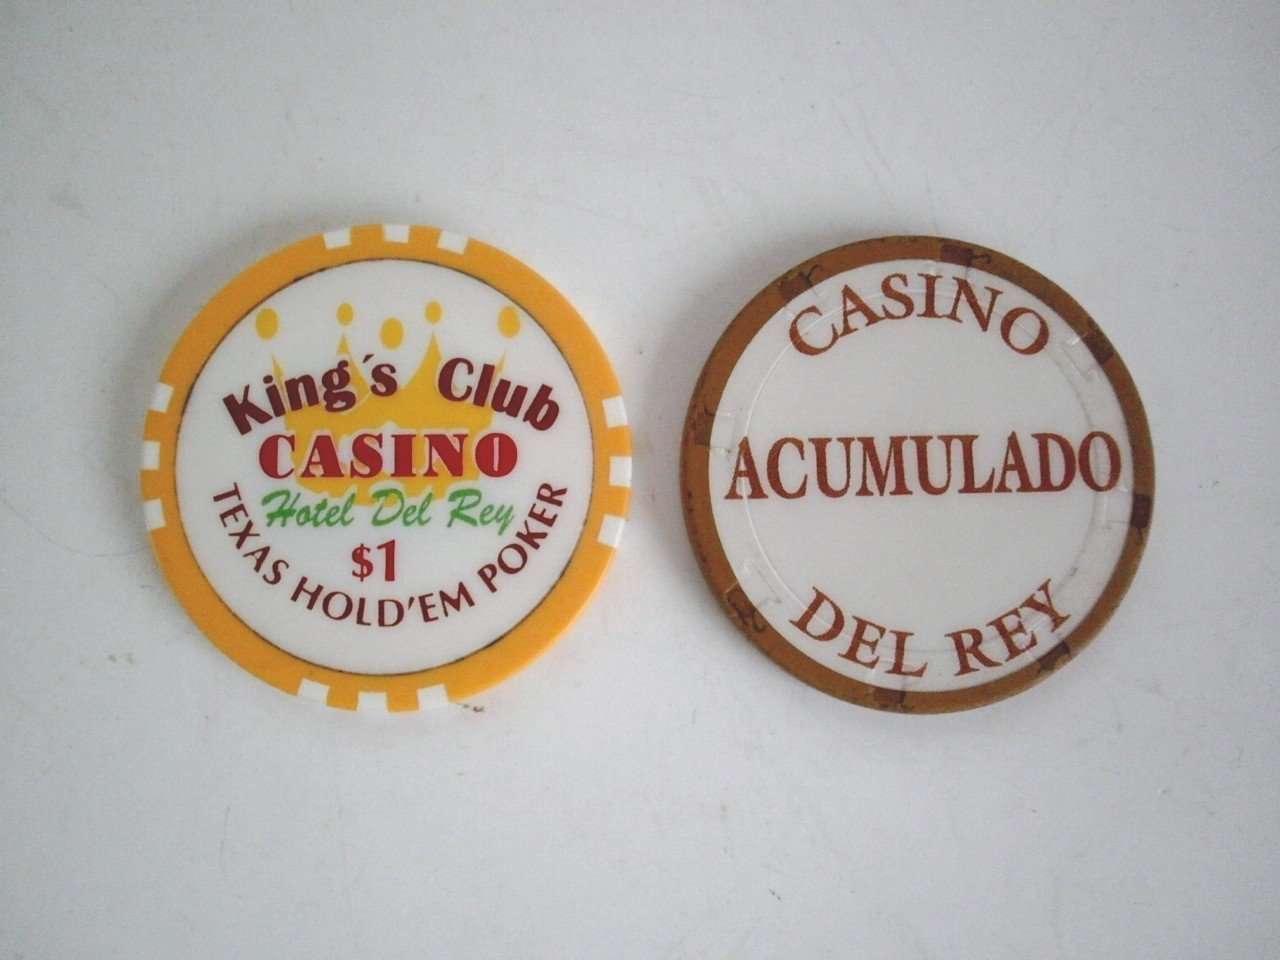 King´s Club
CASINO
Hotel Del Rey
$1
TEXAS HOLD'EM POKER
CASINO
ACUMULADO
DEL REY